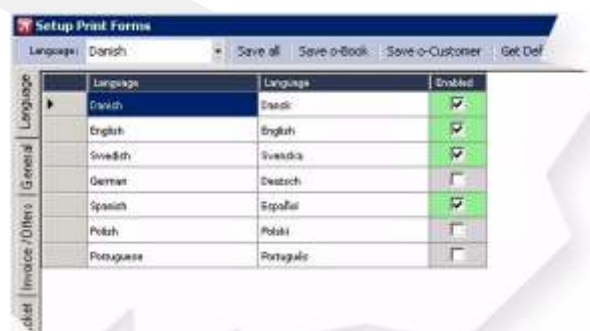 Setup Print Forms
Language: Danish Save all Save o-Book Save o-Customer Get Def
Language
General
Invoice / Offers
cket
Language Language Enabled
Danish Dansk
English English
Swedish Svenska
German Deutsch
Spanish Español
Polish Polski
Portuguese Português